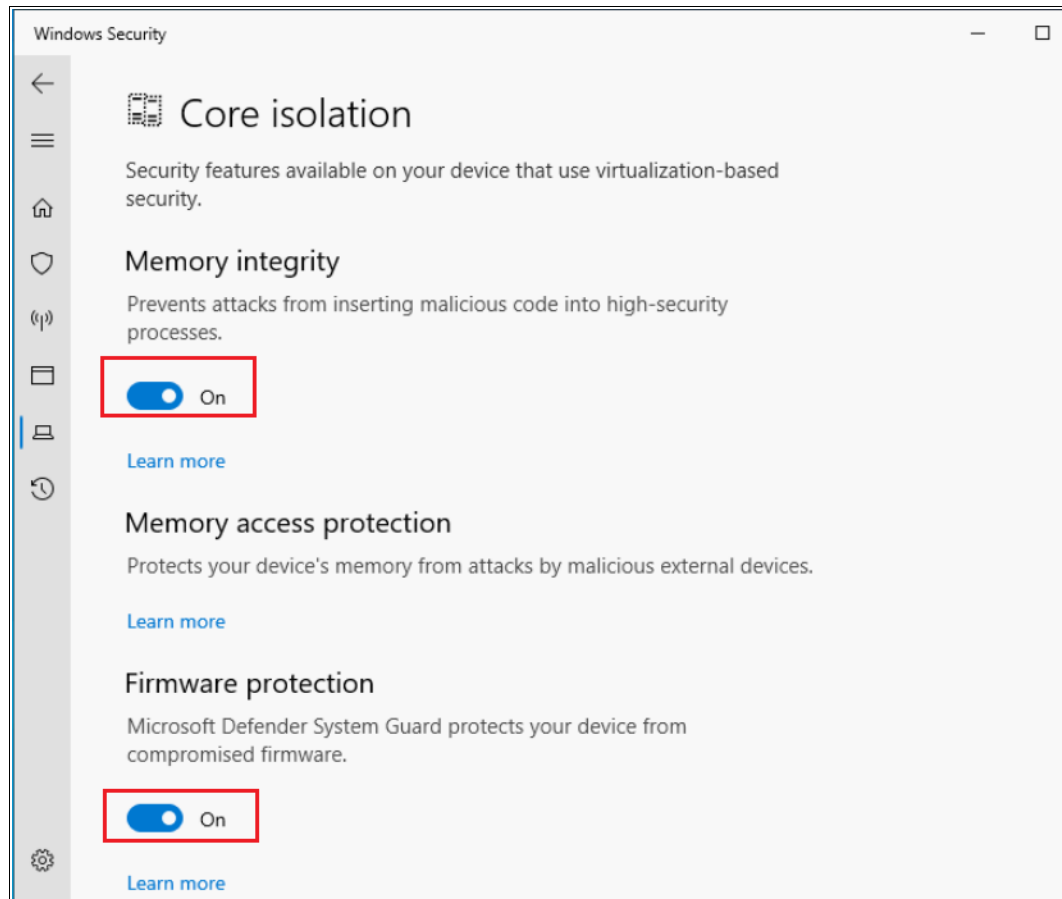 Windows Security
Core isolation
Security features available on your device that use virtualization-based
security.
Memory integrity
Prevents attacks from inserting malicious code into high-security
processes.
On
Learn more
Memory access protection
Protects your device's memory from attacks by malicious external devices.
Learn more
Firmware protection
Microsoft Defender System Guard protects your device from
compromised firmware.
On
Learn more